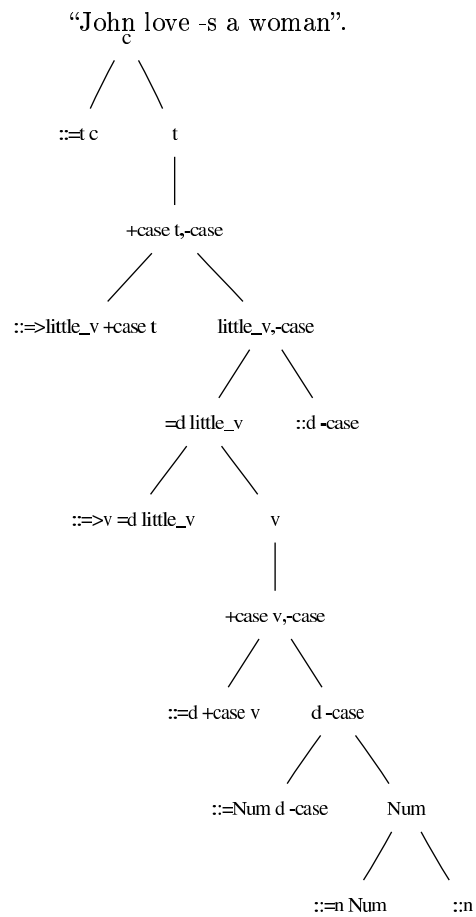 “John love -s a woman”.
c
::=t c t
+case t,-case
::=>little_v +case t little_v,-case
=d little_v ::d -case
::=>v =d little_v v
+case v,-case
::=d +case v d -case
::=Num d -case Num
::=n Num ::n